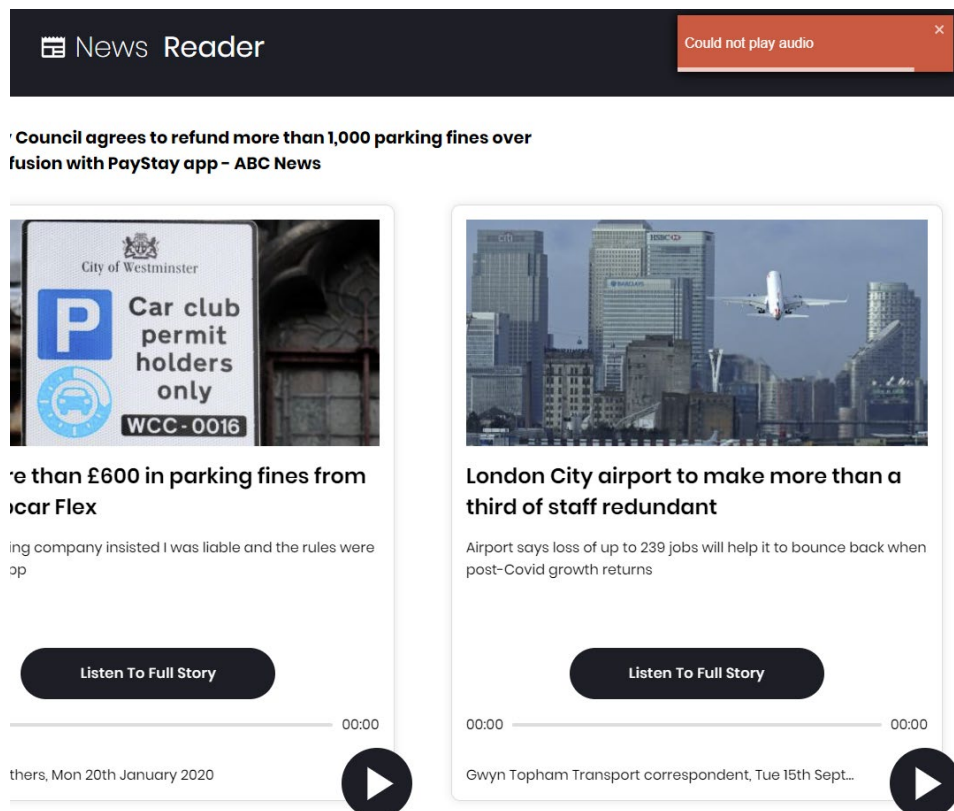 News Reader
Could not play audio
×
Council agrees to refund more than 1,000 parking fines over
fusion with PayStay app - ABC News
City of Westminster
P
Car club
permit
holders
only
WCC-0016
re than £600 in parking fines from
car Flex
ing company insisted I was liable and the rules were
pp
Listen To Full Story
00:00
thers, Mon 20th January 2020
citi
HSBC
BARCLAYS
London City airport to make more than a
third of staff redundant
Airport says loss of up to 239 jobs will help it to bounce back when
post-Covid growth returns
Listen To Full Story
00:00 00:00
Gwyn Topham Transport correspondent, Tue 15th Sept...